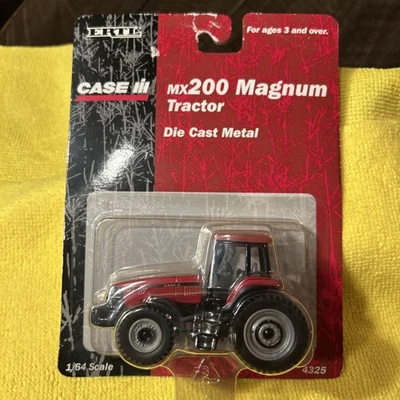 ERTL
For ages 3 and over.
CASE IH
MX200 Magnum
Tractor
Die Cast Metal
1/64 Scale
4325